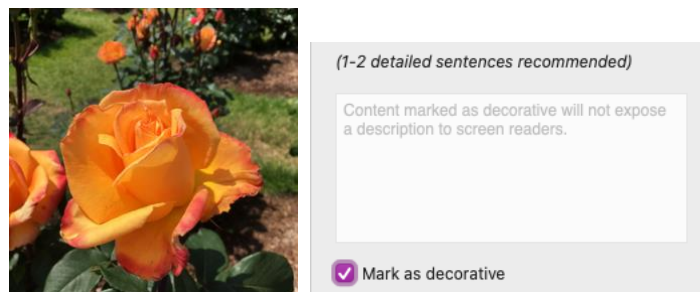 (1-2 detailed sentences recommended)
Content marked as decorative will not expose
a description to screen readers.
Mark as decorative